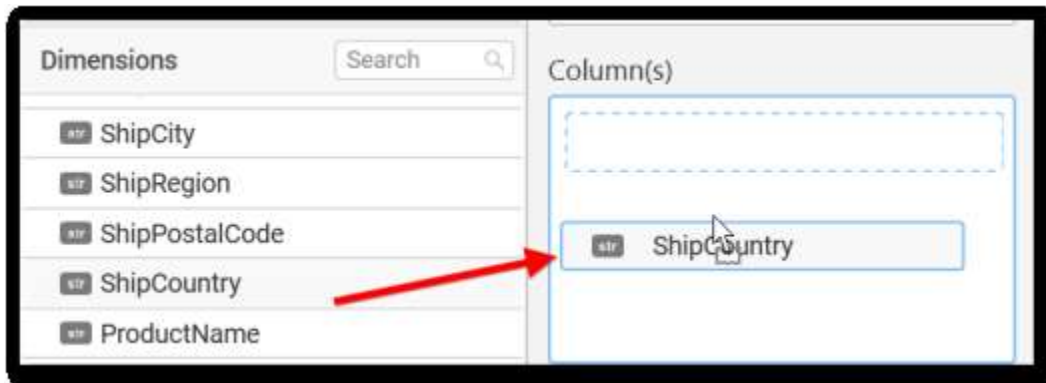 Dimensions
Search
str ShipCity
str ShipRegion
str ShipPostalCode
str ShipCountry
str ProductName
Column(s)
str ShipCountry